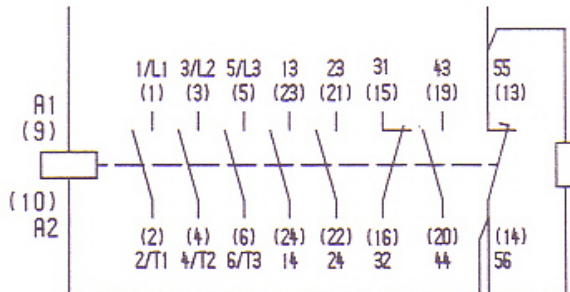 1/L1 3/L2 5/L3 13 23 31 43 55
(1) (3) (5) (23) (21) (15) (19) (13)
A1
(9)
(10)
A2
(2) (4) (6) (24) (22) (16) (20) (14)
2/T1 4/T2 6/T3 14 24 32 44 56